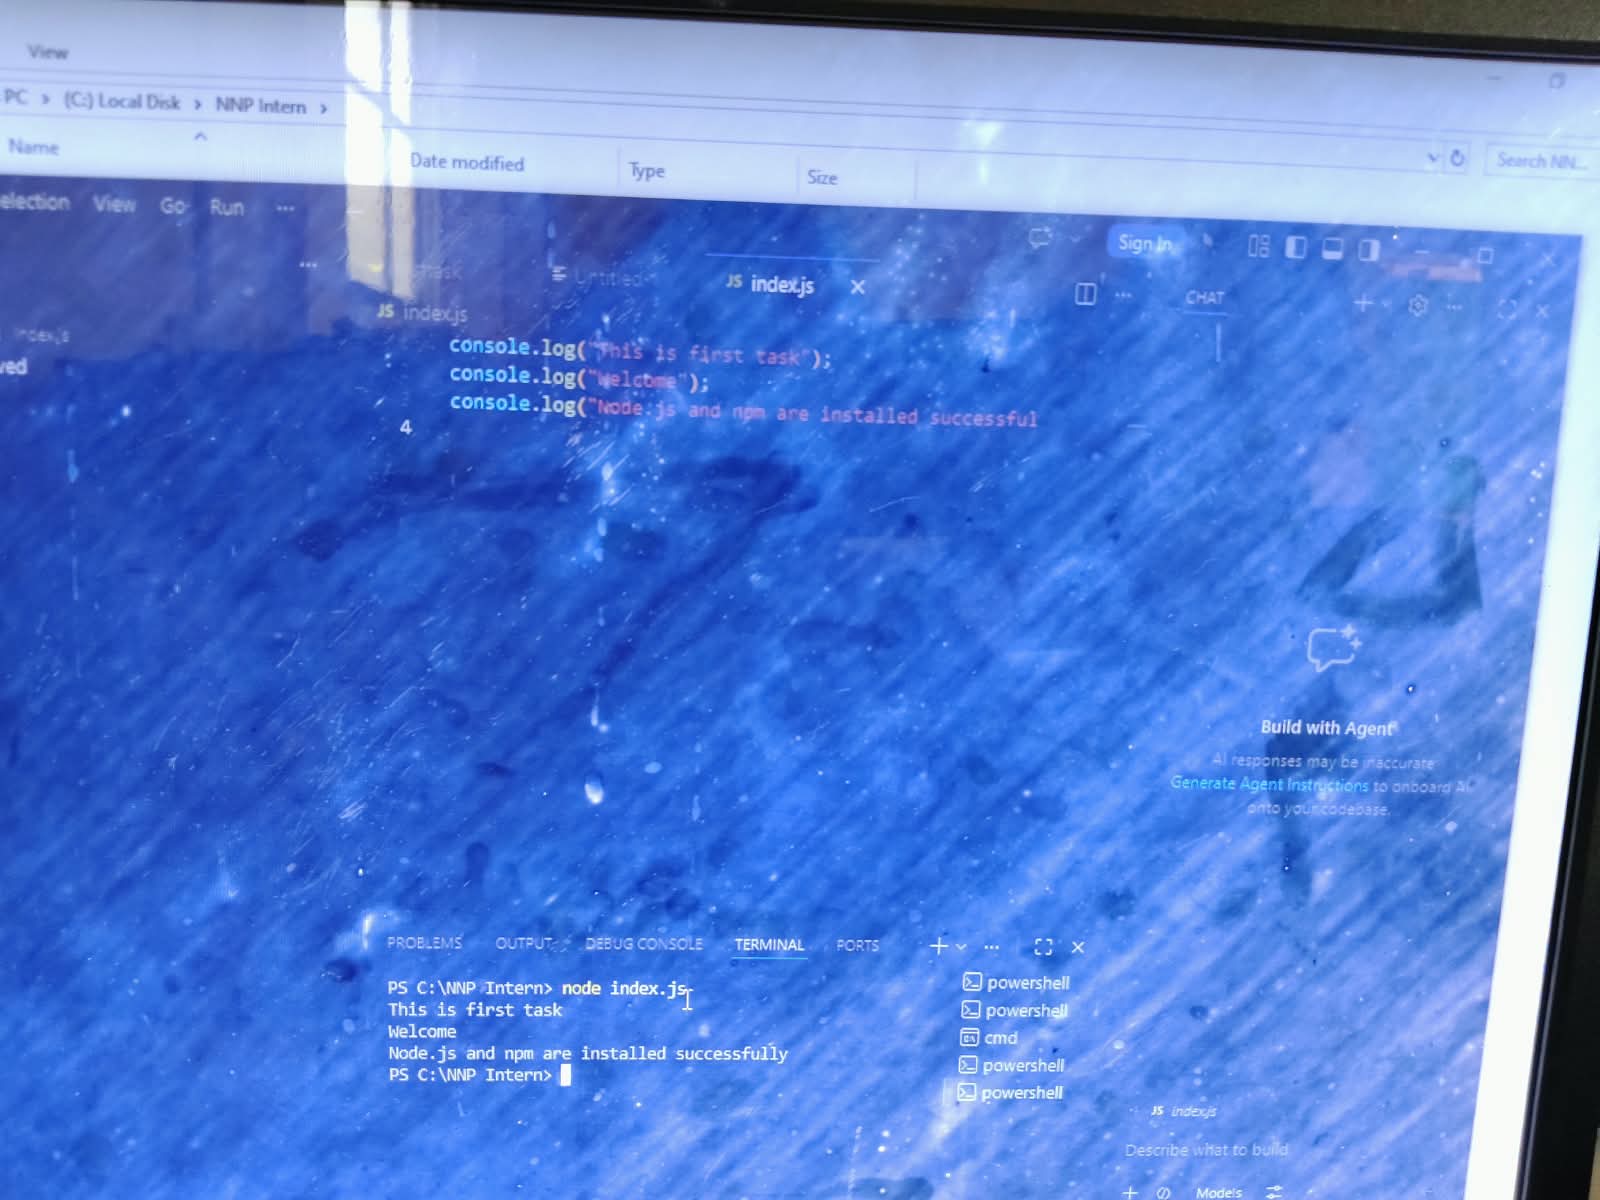 View
PC > (C:) Local Disk > NNP Intern >
Search NN...
Name
Date modified
Type
Size
election View Go Run ...
Sign In
Untitled
JS index.js
CHAT
JS index.js
index.js
ved
console.log("This is first task");
console.log("Welcome");
console.log("Node.js and npm are installed successful
4
Build with Agent
AI responses may be inaccurate
Generate Agent Instructions to onboard AI
onto your codebase.
PROBLEMS OUTPUT DEBUG CONSOLE TERMINAL PORTS
PS C:\NNP Intern> node index.js
This is first task
Welcome
Node.js and npm are installed successfully
PS C:\NNP Intern>
powershell
powershell
cmd
powershell
powershell
JS index.js
Describe what to build
Models